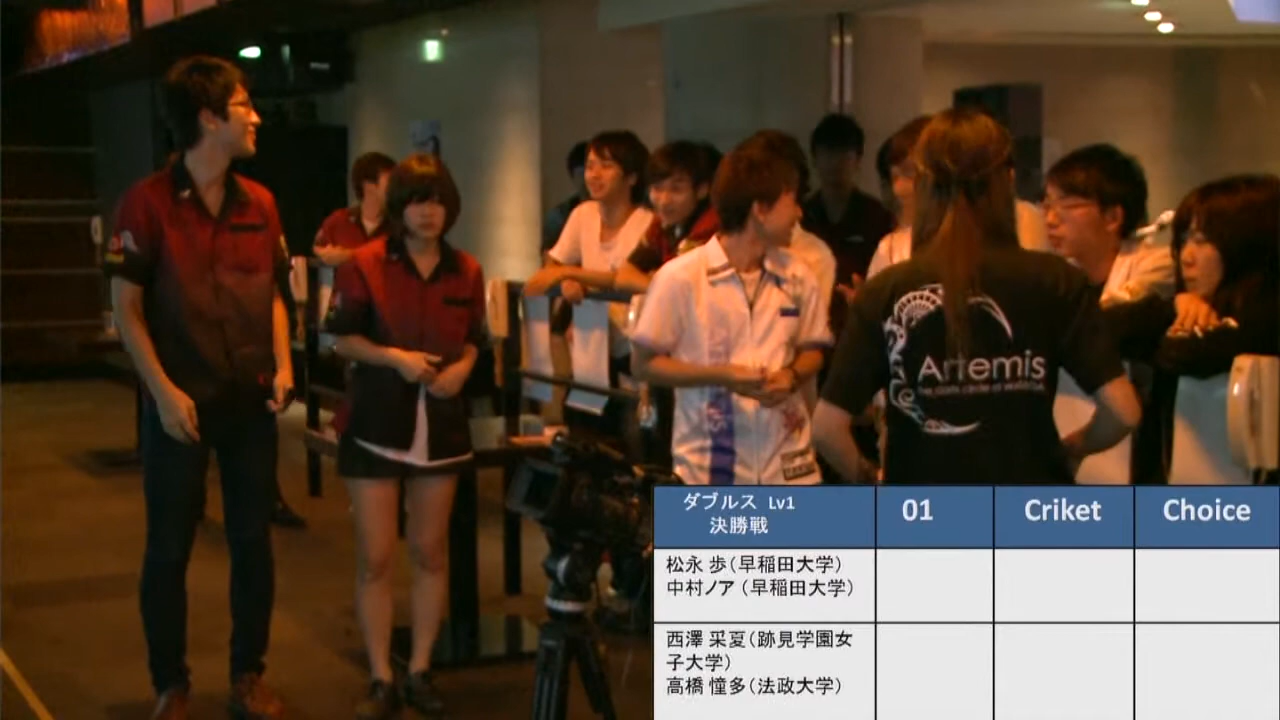 Artemis
ダブルス Lv1
決勝戦
01
Criket
Choice
松永 歩（早稲田大学）
中村ノア（早稲田大学）
西澤 采夏（跡見学園女
子大学）
高橋 憧多（法政大学）